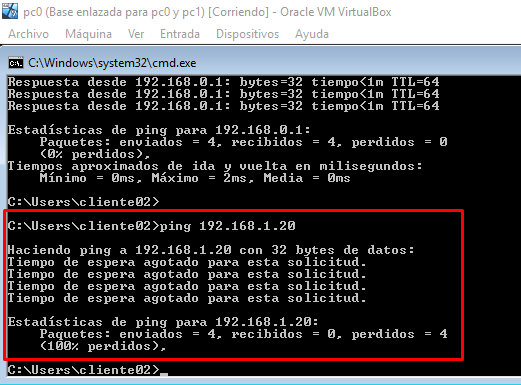 pc0 (Base enlazada para pc0 y pc1) [Corriendo] - Oracle VM VirtualBox
Archivo Máquina Ver Entrada Dispositivos Ayuda
C:\Windows\system32\cmd.exe
Respuesta desde 192.168.0.1: bytes=32 tiempo<1m TTL=64
Respuesta desde 192.168.0.1: bytes=32 tiempo<1m TTL=64
Respuesta desde 192.168.0.1: bytes=32 tiempo<1m TTL=64
Estadísticas de ping para 192.168.0.1:
Paquetes: enviados = 4, recibidos = 4, perdidos = 0
(0% perdidos),
Tiempos aproximados de ida y vuelta en milisegundos:
Mínimo = 0ms, Máximo = 2ms, Media = 0ms
C:\Users\cliente02>
C:\Users\cliente02>ping 192.168.1.20
Haciendo ping a 192.168.1.20 con 32 bytes de datos:
Tiempo de espera agotado para esta solicitud.
Tiempo de espera agotado para esta solicitud.
Tiempo de espera agotado para esta solicitud.
Tiempo de espera agotado para esta solicitud.
Estadísticas de ping para 192.168.1.20:
Paquetes: enviados = 4, recibidos = 0, perdidos = 4
(100% perdidos),
C:\Users\cliente02>_